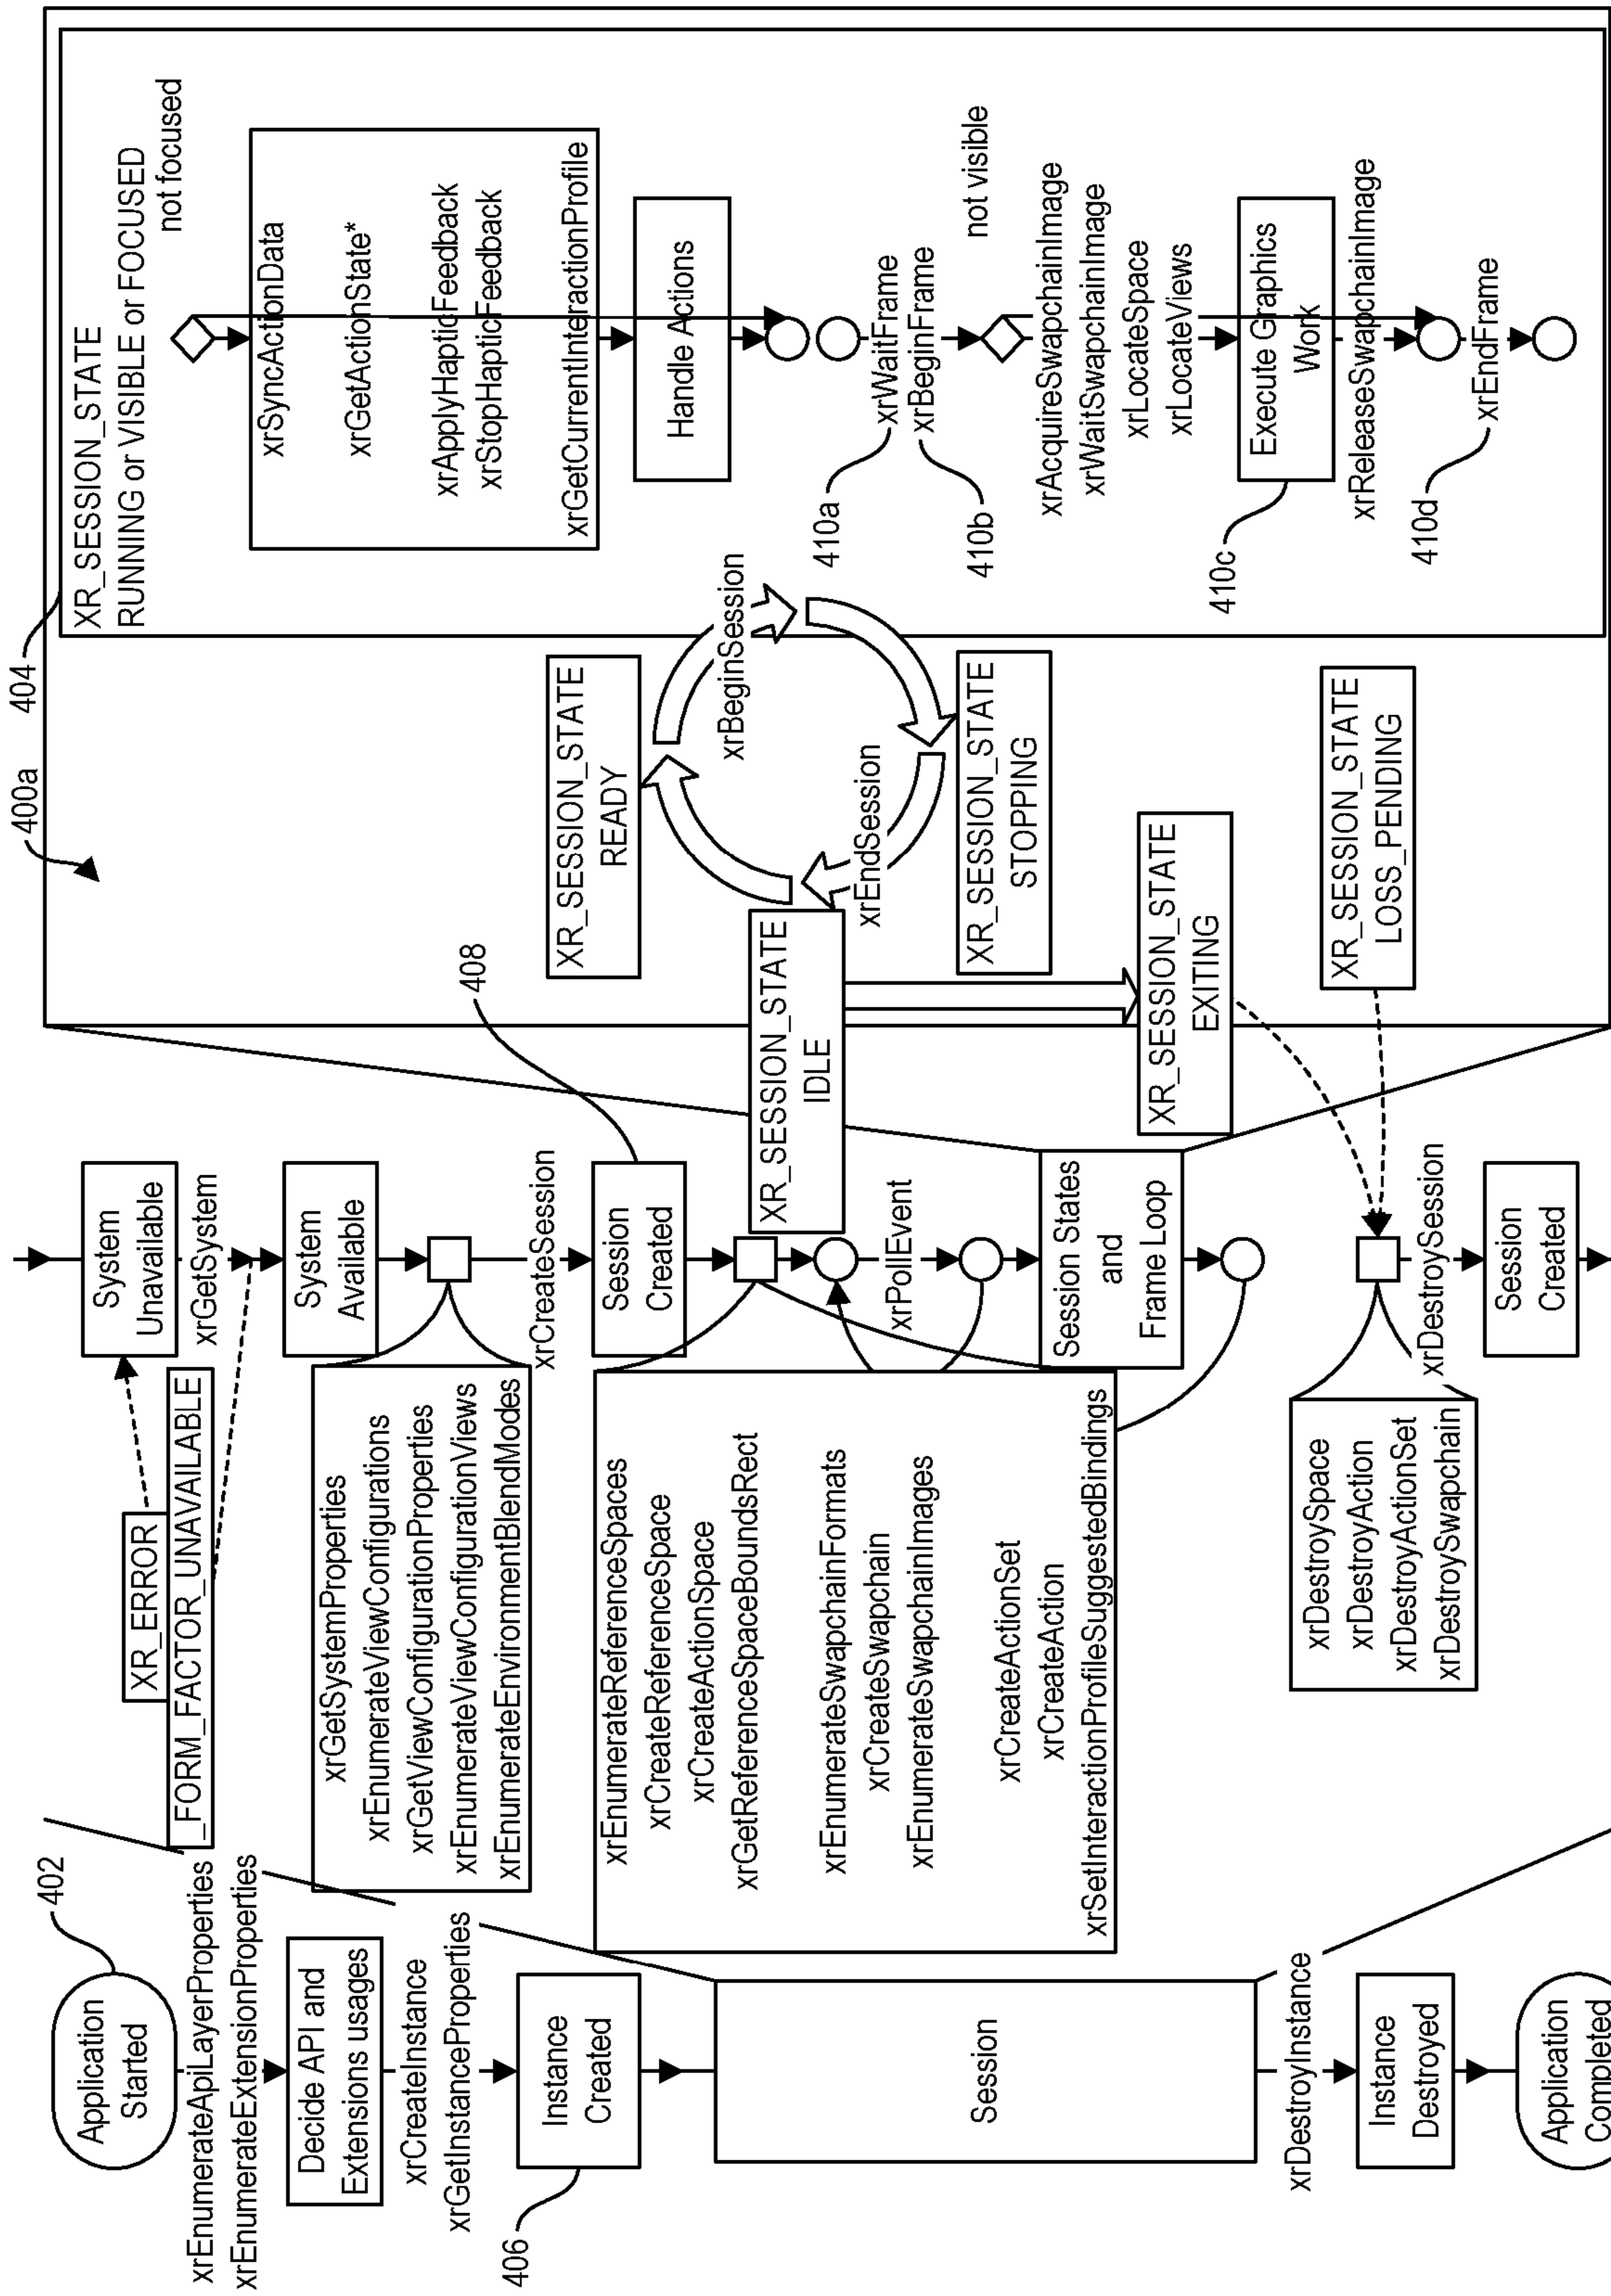 400a
404
402
Application
Started
xrEnumerateApiLayerProperties
xrEnumerateExtensionProperties
Decide API and
Extensions usages
xrCreateInstance
xrGetInstanceProperties
406
Instance
Created
Session
xrDestroyInstance
Instance
Destroyed
Application
Completed
System
Unavailable
xrGetSystem
XR_ERROR
_FORM_FACTOR_UNAVAILABLE
System
Available
xrGetSystemProperties
xrEnumerateViewConfigurations
xrGetViewConfigurationProperties
xrEnumerateViewConfigurationViews
xrEnumerateEnvironmentBlendModes
xrCreateSession
408
Session
Created
xrEnumerateReferenceSpaces
xrCreateReferenceSpace
xrCreateActionSpace
xrGetReferenceSpaceBoundsRect
xrEnumerateSwapchainFormats
xrCreateSwapchain
xrEnumerateSwapchainImages
xrCreateActionSet
xrCreateAction
xrSetInteractionProfileSuggestedBindings
xrPollEvent
Session States
and
Frame Loop
xrDestroySpace
xrDestroyAction
xrDestroyActionSet
xrDestroySwapchain
xrDestroySession
Session
Created
XR_SESSION_STATE
READY
xrBeginSession
XR_SESSION_STATE
IDLE
xrEndSession
XR_SESSION_STATE
STOPPING
XR_SESSION_STATE
EXITING
XR_SESSION_STATE
LOSS_PENDING
XR_SESSION_STATE
RUNNING or VISIBLE or FOCUSED
not focused
xrSyncActionData
xrGetActionState*
xrApplyHapticFeedback
xrStopHapticFeedback
xrGetCurrentInteractionProfile
Handle Actions
410a
xrWaitFrame
xrBeginFrame
410b
not visible
xrAcquireSwapchainImage
xrWaitSwapchainImage
xrLocateSpace
xrLocateViews
410c
Execute Graphics
Work
xrReleaseSwapchainImage
410d
xrEndFrame